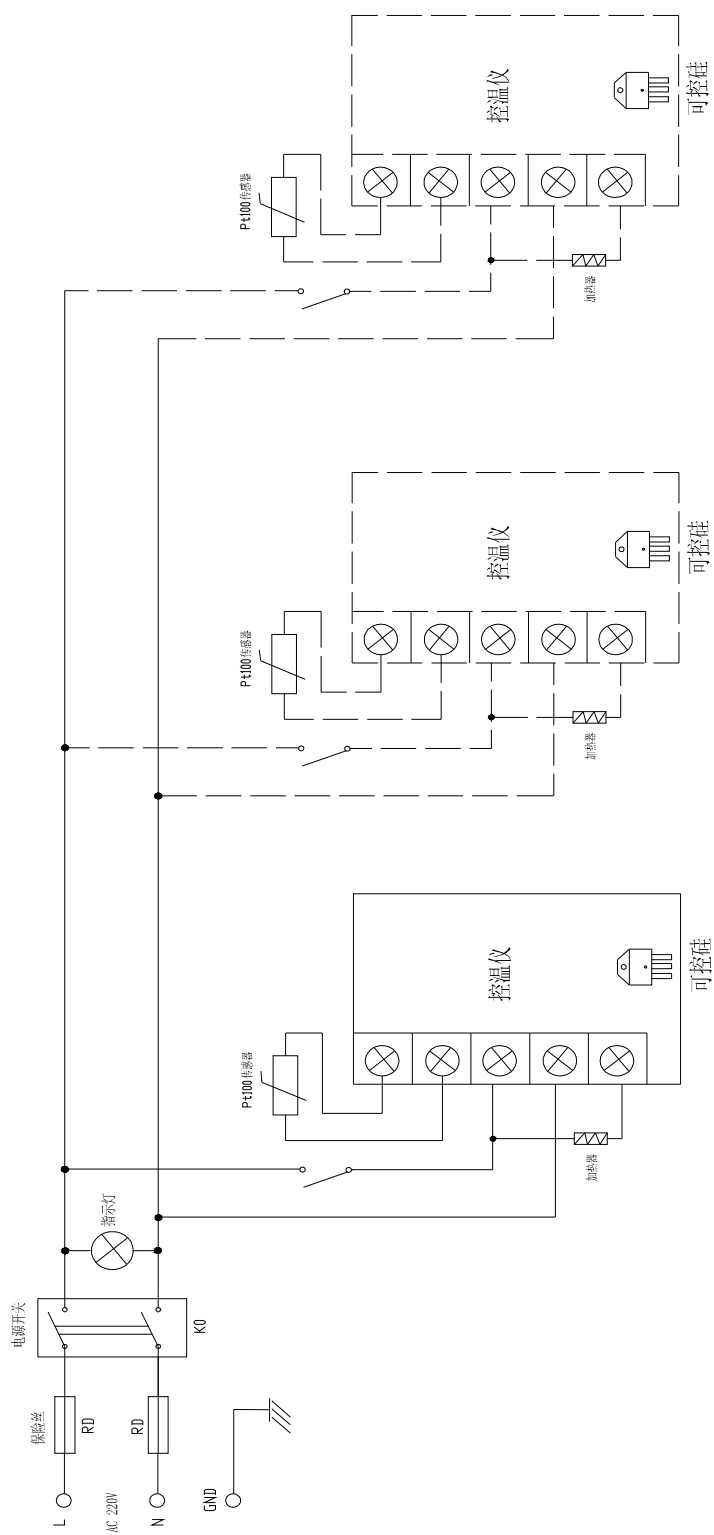 L
AC 220V
N
GND
保险丝
RD
RD
电源开关
K0
指示灯
Pt100传感器
控温仪
可控硅
加热器
Pt100传感器
控温仪
可控硅
加热器
Pt100传感器
控温仪
可控硅
加热器